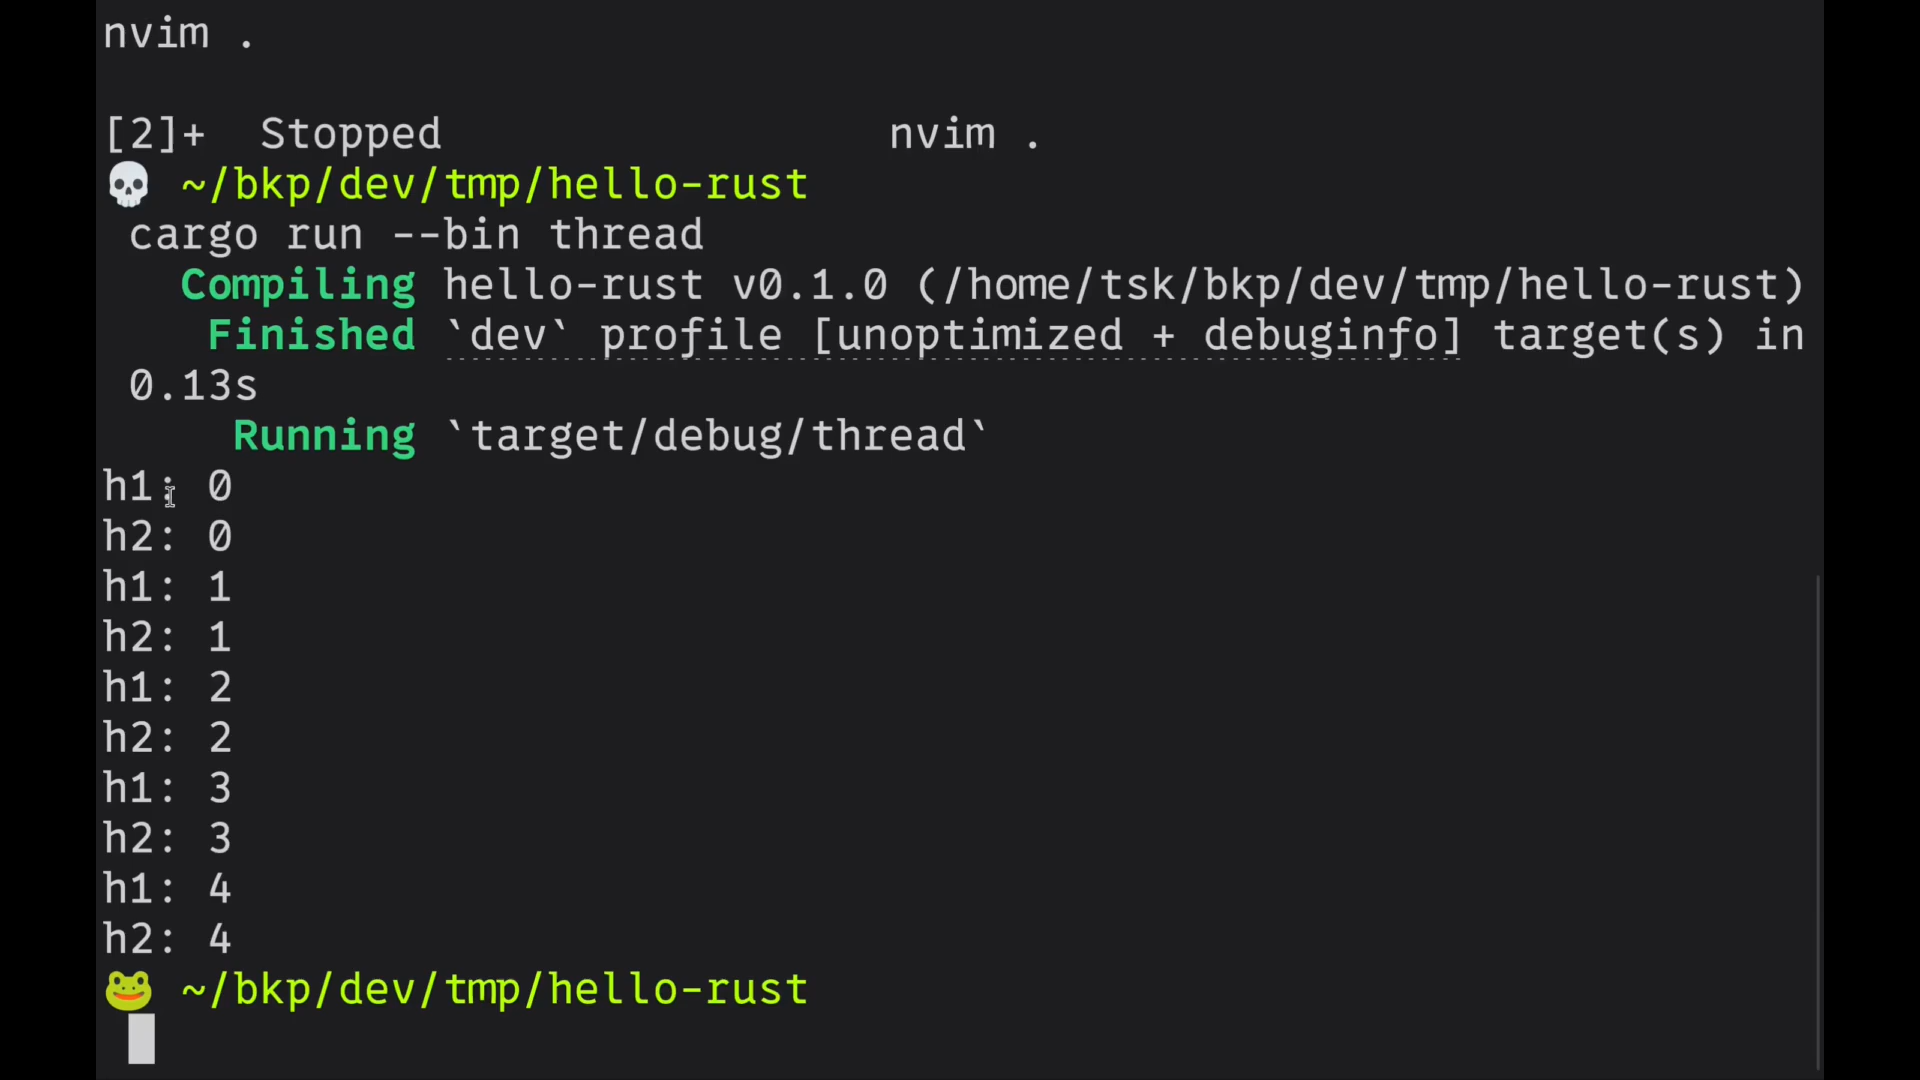 nvim .
[2]+  Stopped                 nvim .
💀 ~/bkp/dev/tmp/hello-rust
cargo run --bin thread
Compiling hello-rust v0.1.0 (/home/tsk/bkp/dev/tmp/hello-rust)
Finished `dev` profile [unoptimized + debuginfo] target(s) in
0.13s
Running `target/debug/thread`
h1: 0
h2: 0
h1: 1
h2: 1
h1: 2
h2: 2
h1: 3
h2: 3
h1: 4
h2: 4
🐸 ~/bkp/dev/tmp/hello-rust